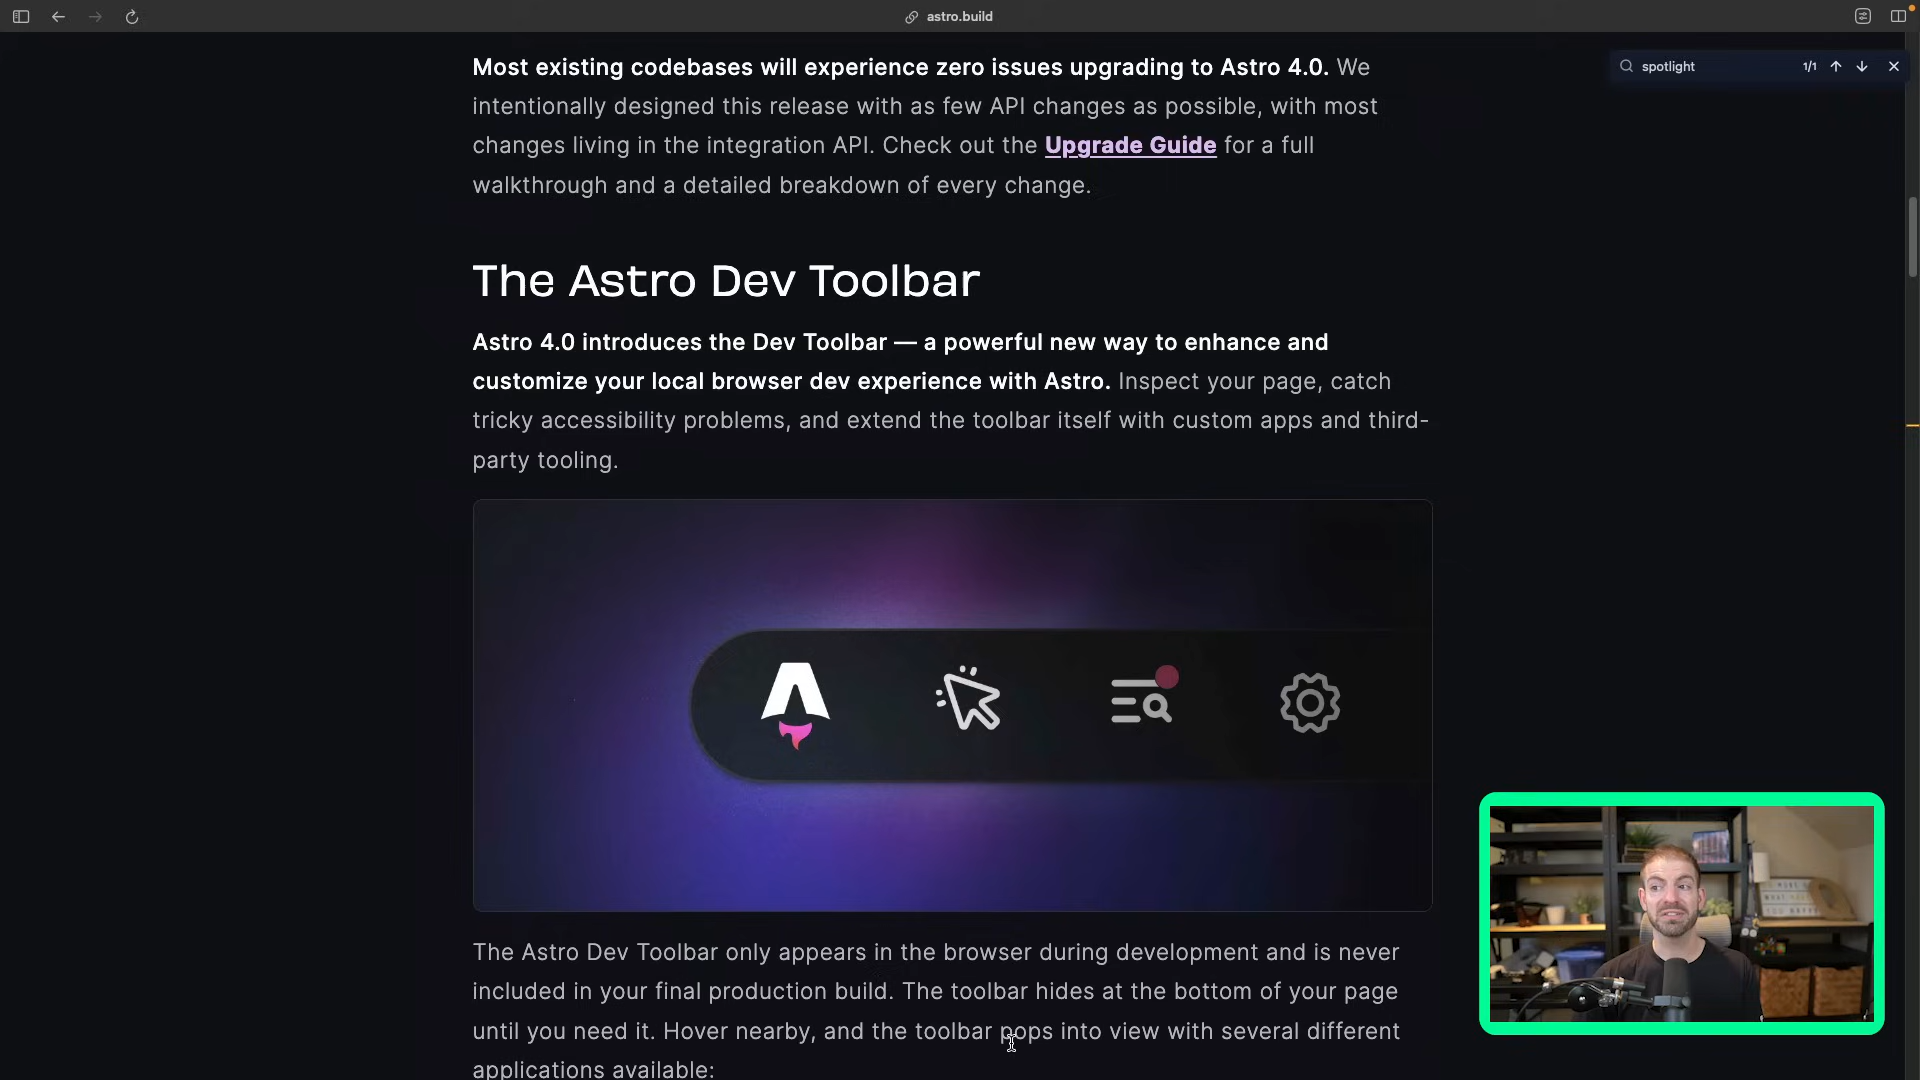 astro.build
spotlight
1/1
Most existing codebases will experience zero issues upgrading to Astro 4.0. We
intentionally designed this release with as few API changes as possible, with most
changes living in the integration API. Check out the Upgrade Guide for a full
walkthrough and a detailed breakdown of every change.
The Astro Dev Toolbar
Astro 4.0 introduces the Dev Toolbar — a powerful new way to enhance and
customize your local browser dev experience with Astro. Inspect your page, catch
tricky accessibility problems, and extend the toolbar itself with custom apps and third-
party tooling.
The Astro Dev Toolbar only appears in the browser during development and is never
included in your final production build. The toolbar hides at the bottom of your page
until you need it. Hover nearby, and the toolbar pops into view with several different
applications available: